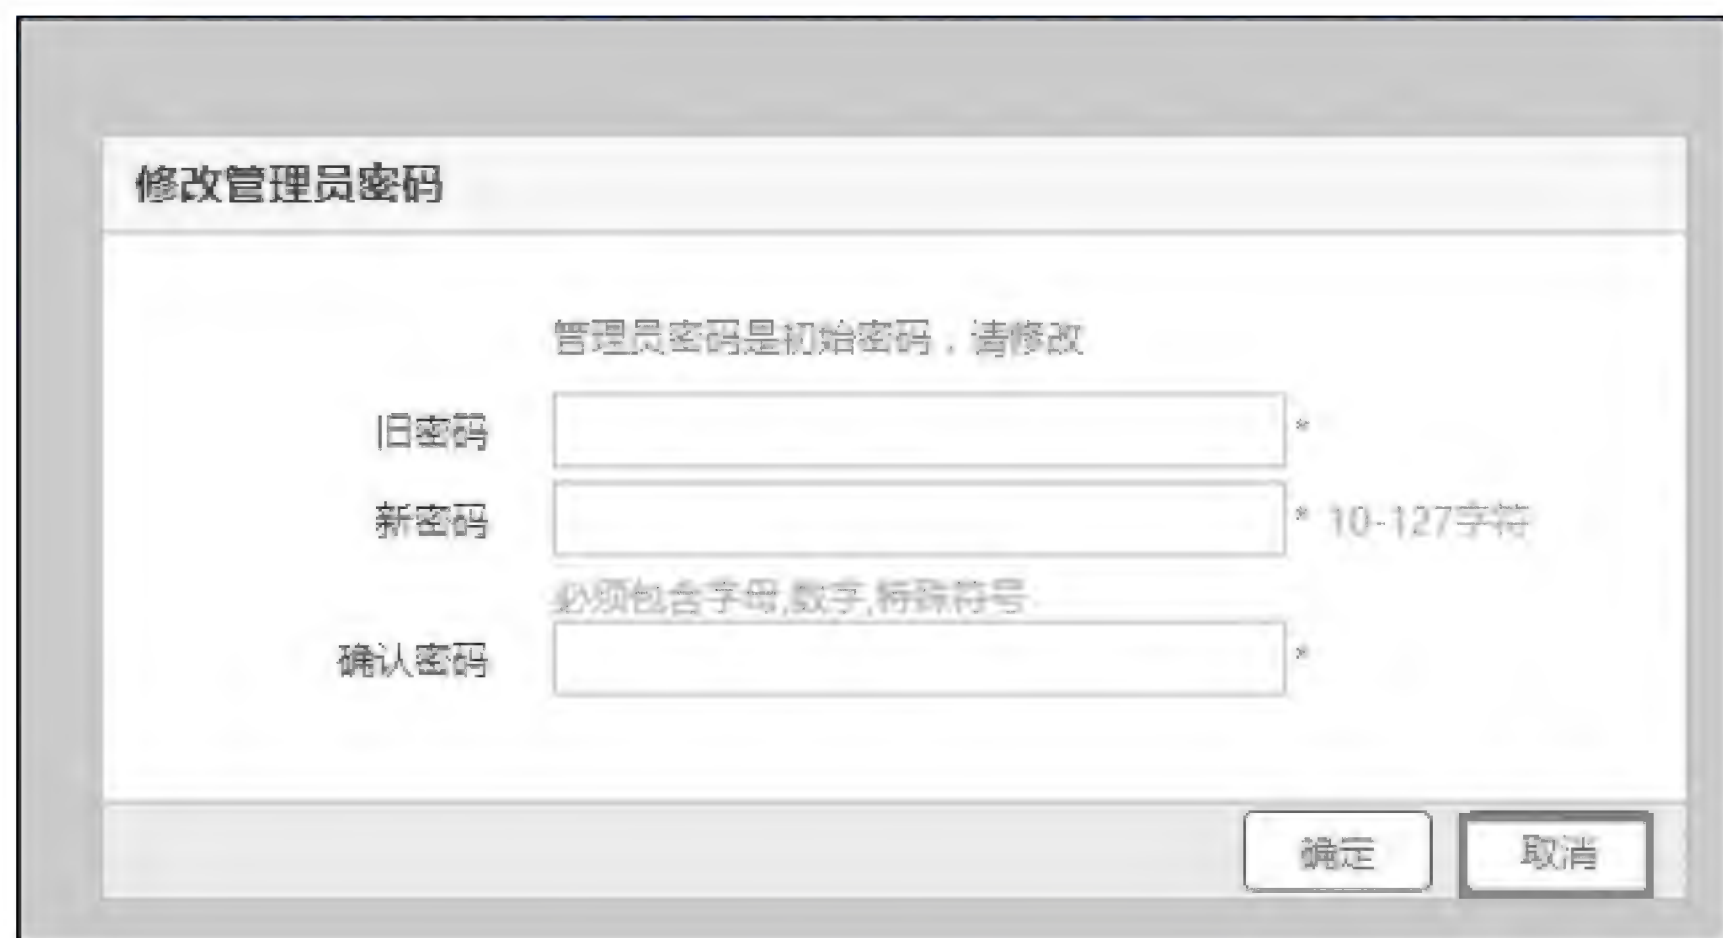 修改管理员密码
管理员密码是初始密码，请修改
旧密码 *
新密码 * 10-127字符
必须包含字母,数字,特殊符号
确认密码 *
确定 取消